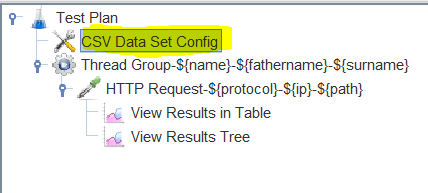 Test Plan
CSV Data Set Config
Thread Group-${name}-${fathername}-${surname}
HTTP Request-${protocol}-${ip}-${path}
View Results in Table
View Results Tree